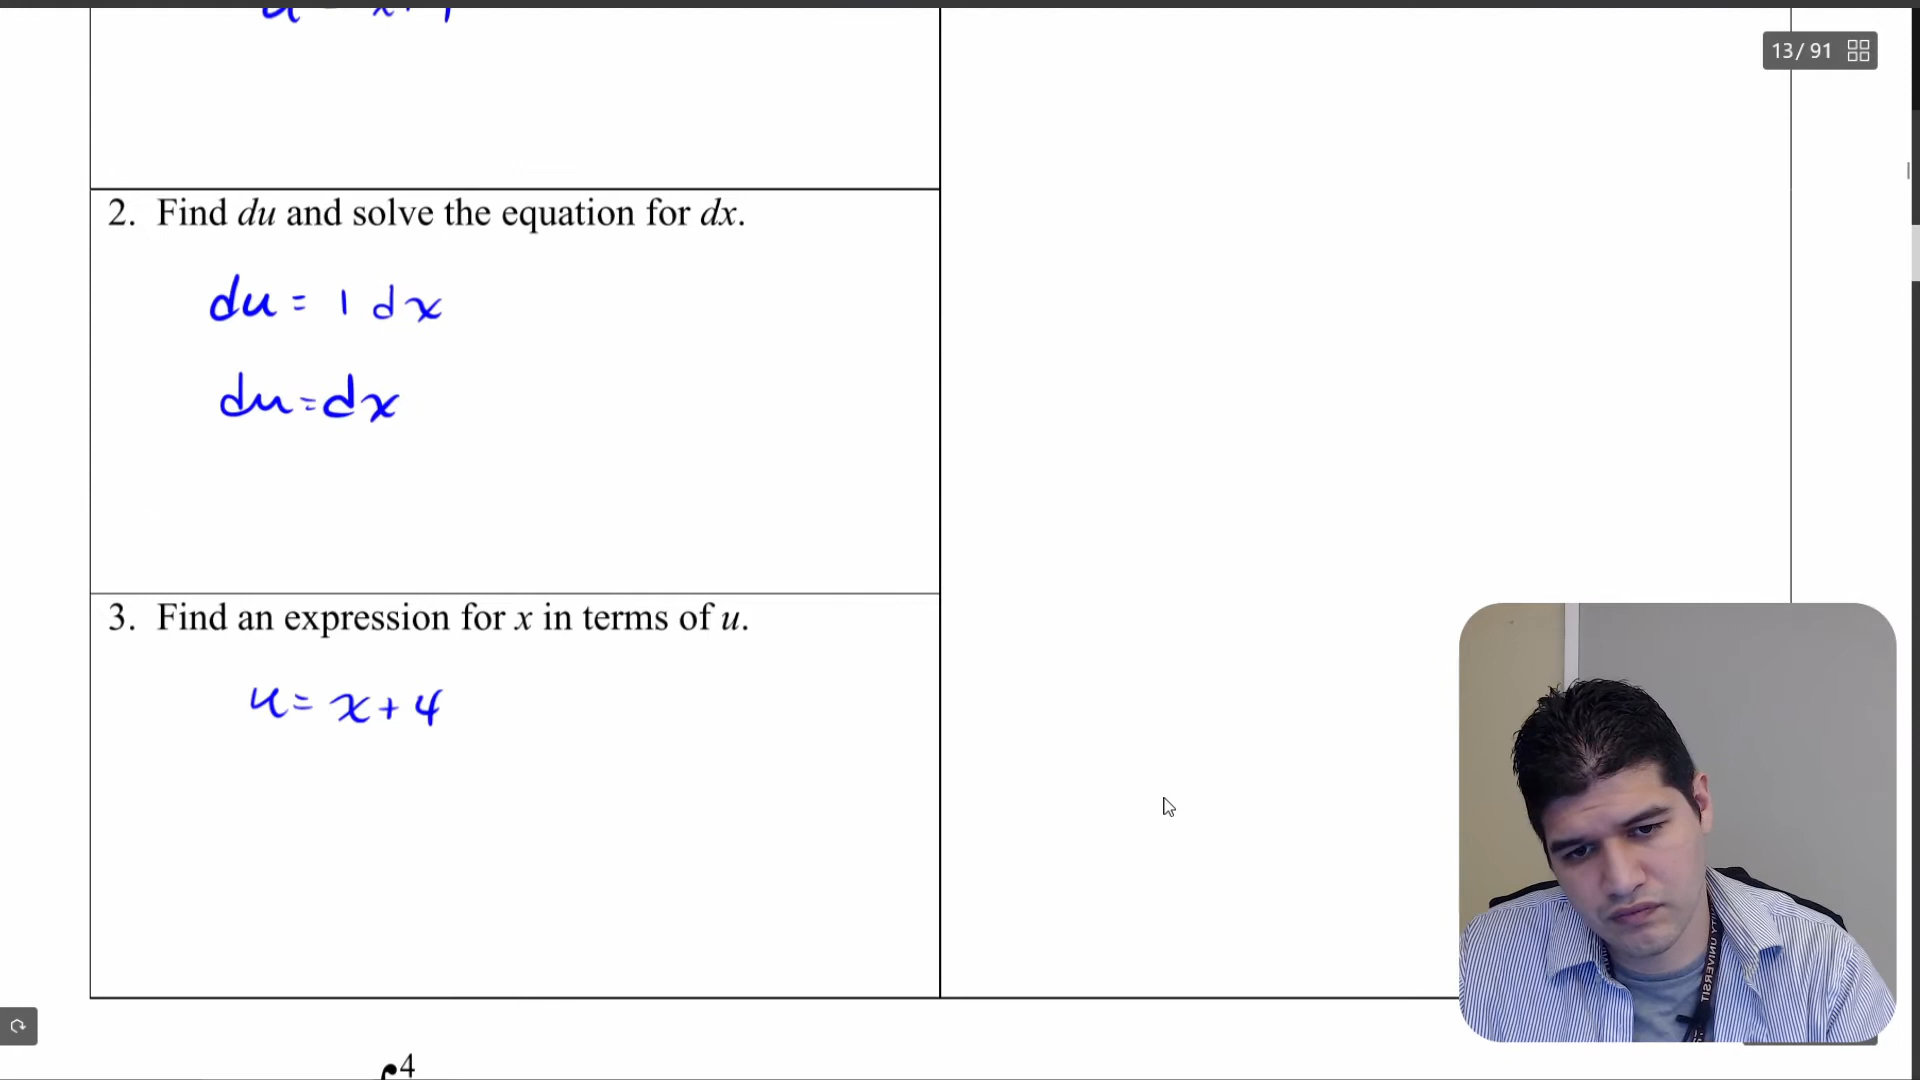 13/ 91
2. Find du and solve the equation for dx.
du = 1 dx
du = dx
3. Find an expression for x in terms of u.
u = x + 4
4